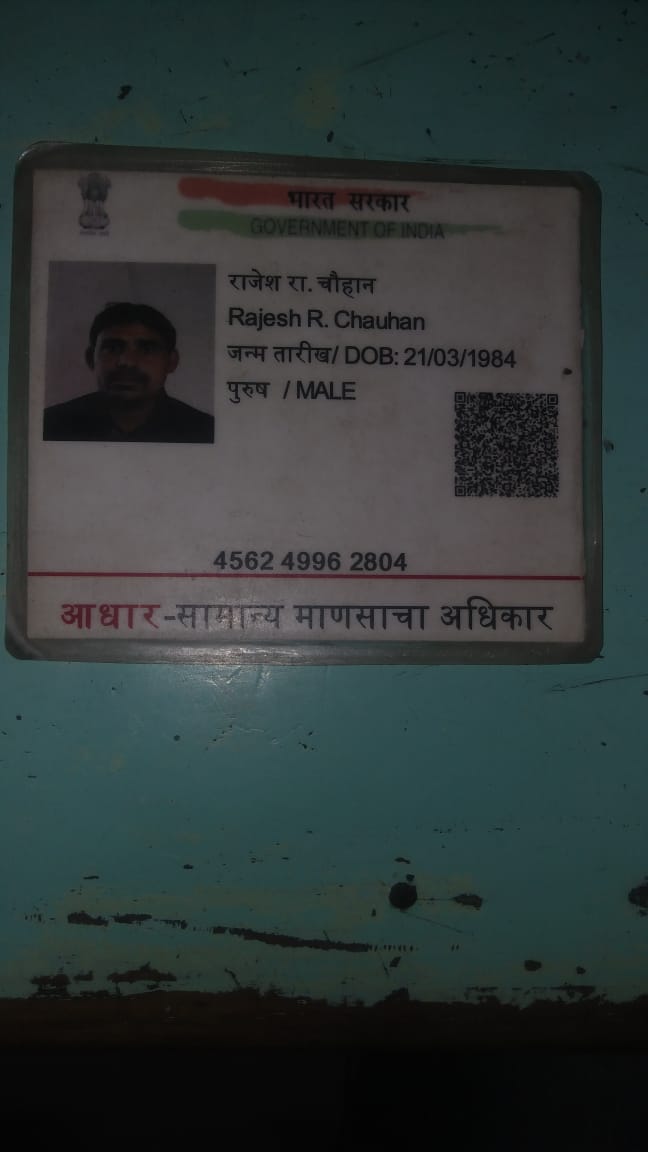 भारत सरकार
GOVERNMENT OF INDIA
राजेश रा. चौहान
Rajesh R. Chauhan
जन्म तारीख/ DOB: 21/03/1984
पुरुष / MALE
4562 4996 2804
आधार-सामान्य माणसाचा अधिकार